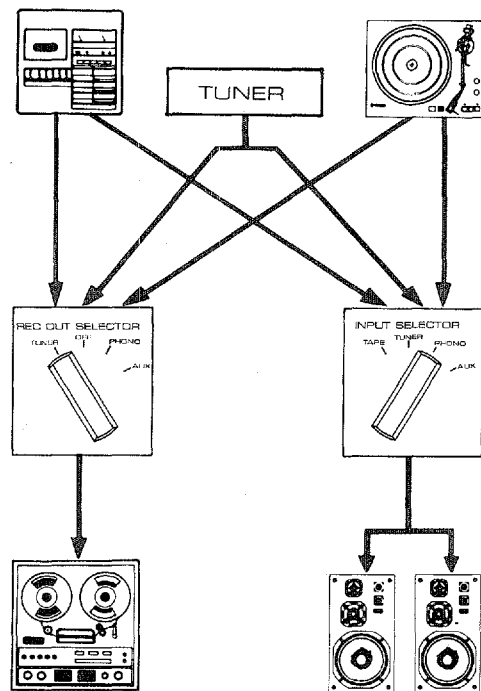 TUNER
REC OUT SELECTOR
TUNER OFF PHONO
AUX
INPUT SELECTOR
TAPE TUNER PHONO
AUX